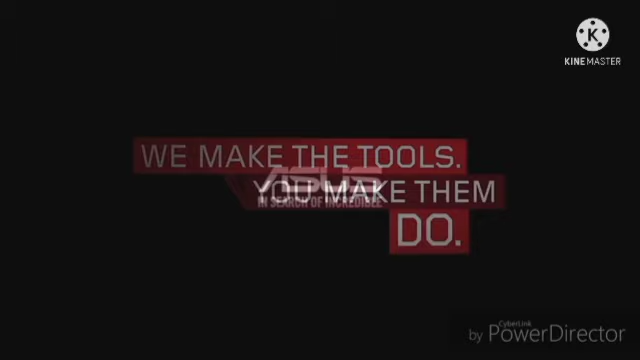 K
KINEMASTER
WE MAKE THE TOOLS.
ASUS
YOU MAKE THEM
IN SEARCH OF INCREDIBLE
DO.
CyberLink
by PowerDirector